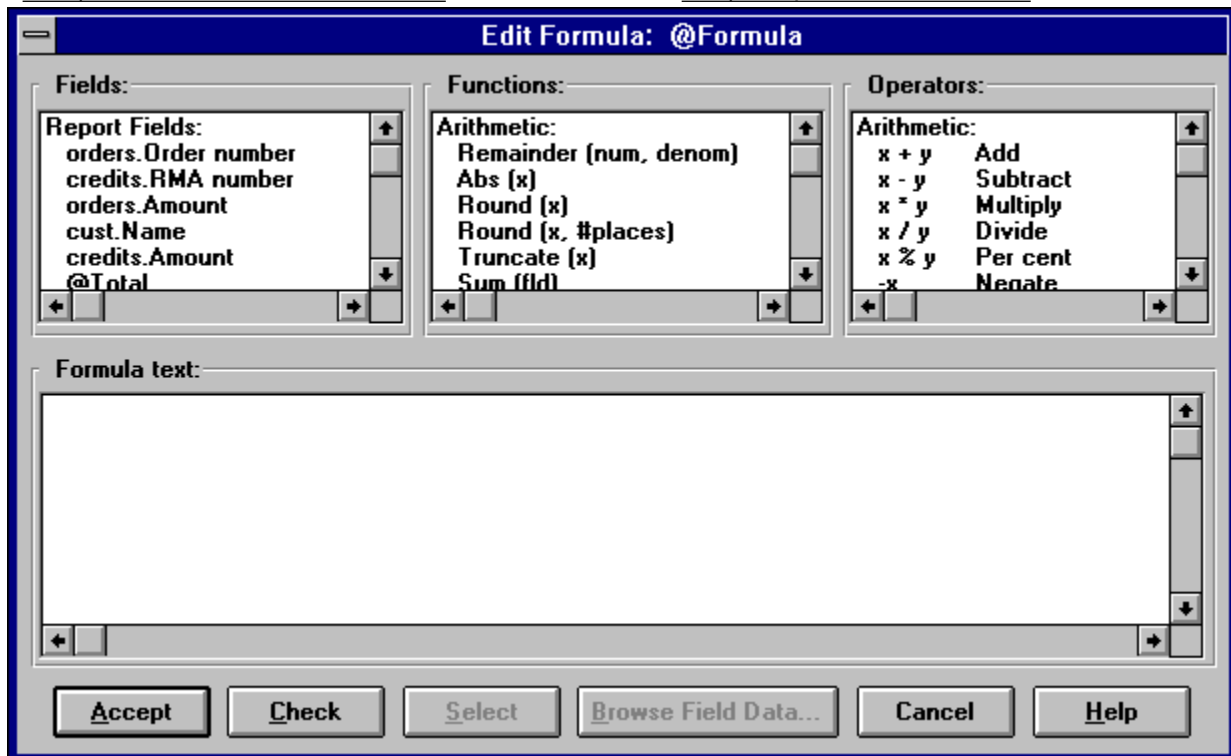 Edit Formula: @Formula
Fields:
Report Fields:
orders.Order number
credits.RMA number
orders.Amount
cust.Name
credits.Amount
@Total
Functions:
Arithmetic:
Remainder (num, denom)
Abs (x)
Round (x)
Round (x, #places)
Truncate (x)
Sum (fld)
Operators:
Arithmetic:
x + y Add
x - y Subtract
x * y Multiply
x / y Divide
x % y Per cent
-x Negate
Formula text:
Accept Check Select Browse Field Data... Cancel Help